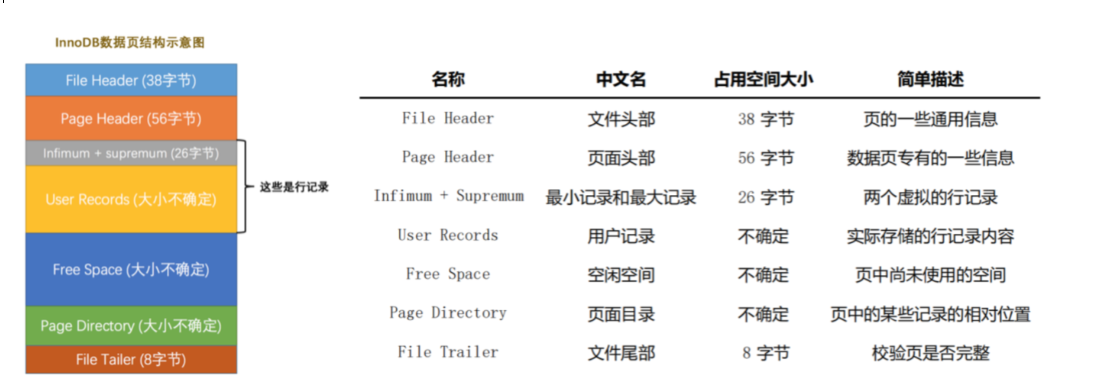 InnoDB数据页结构示意图
File Header (38字节)
Page Header (56字节)
Infimum + supremum (26字节)
User Records (大小不确定)
这些是行记录
Free Space (大小不确定)
Page Directory (大小不确定)
File Tailer (8字节)
名称 中文名 占用空间大小 简单描述
File Header 文件头部 38 字节 页的一些通用信息
Page Header 页面头部 56 字节 数据页专有的一些信息
Infimum + Supremum 最小记录和最大记录 26 字节 两个虚拟的行记录
User Records 用户记录 不确定 实际存储的行记录内容
Free Space 空闲空间 不确定 页中尚未使用的空间
Page Directory 页面目录 不确定 页中的某些记录的相对位置
File Trailer 文件尾部 8 字节 校验页是否完整